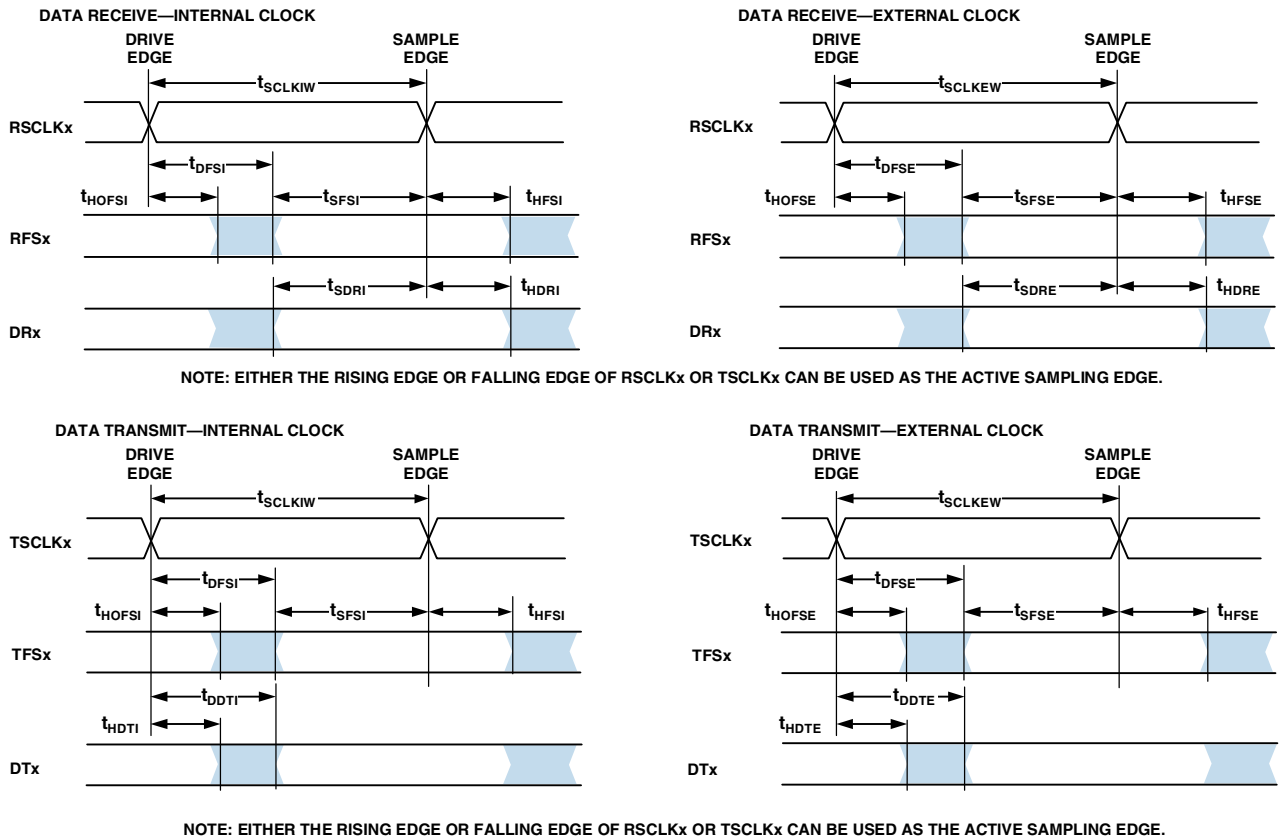 DATA RECEIVE—INTERNAL CLOCK
DRIVE EDGE
SAMPLE EDGE
tSCLKIW
RSCLKx
tDFSI
tHOFSI
tSFSI
tHFSI
RFSx
tSDRI
tHDRI
DRx
DATA RECEIVE—EXTERNAL CLOCK
DRIVE EDGE
SAMPLE EDGE
tSCLKEW
RSCLKx
tDFSE
tHOFSE
tSFSE
tHFSE
RFSx
tSDRE
tHDRE
DRx
NOTE: EITHER THE RISING EDGE OR FALLING EDGE OF RSCLKx OR TSCLKx CAN BE USED AS THE ACTIVE SAMPLING EDGE.
DATA TRANSMIT—INTERNAL CLOCK
DRIVE EDGE
SAMPLE EDGE
tSCLKIW
TSCLKx
tDFSI
tHOFSI
tSFSI
tHFSI
TFSx
tDDTI
tHDTI
DTx
DATA TRANSMIT—EXTERNAL CLOCK
DRIVE EDGE
SAMPLE EDGE
tSCLKEW
TSCLKx
tDFSE
tHOFSE
tSFSE
tHFSE
TFSx
tDDTE
tHDTE
DTx
NOTE: EITHER THE RISING EDGE OR FALLING EDGE OF RSCLKx OR TSCLKx CAN BE USED AS THE ACTIVE SAMPLING EDGE.